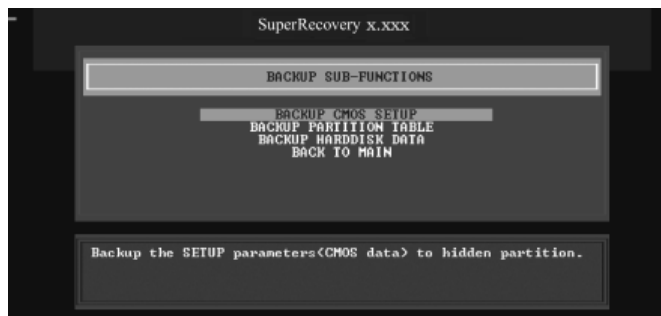 SuperRecovery x.xxx
BACKUP SUB-FUNCTIONS
BACKUP CMOS SETUP
BACKUP PARTITION TABLE
BACKUP HARDDISK DATA
BACK TO MAIN
Backup the SETUP parameters<CMOS data> to hidden partition.